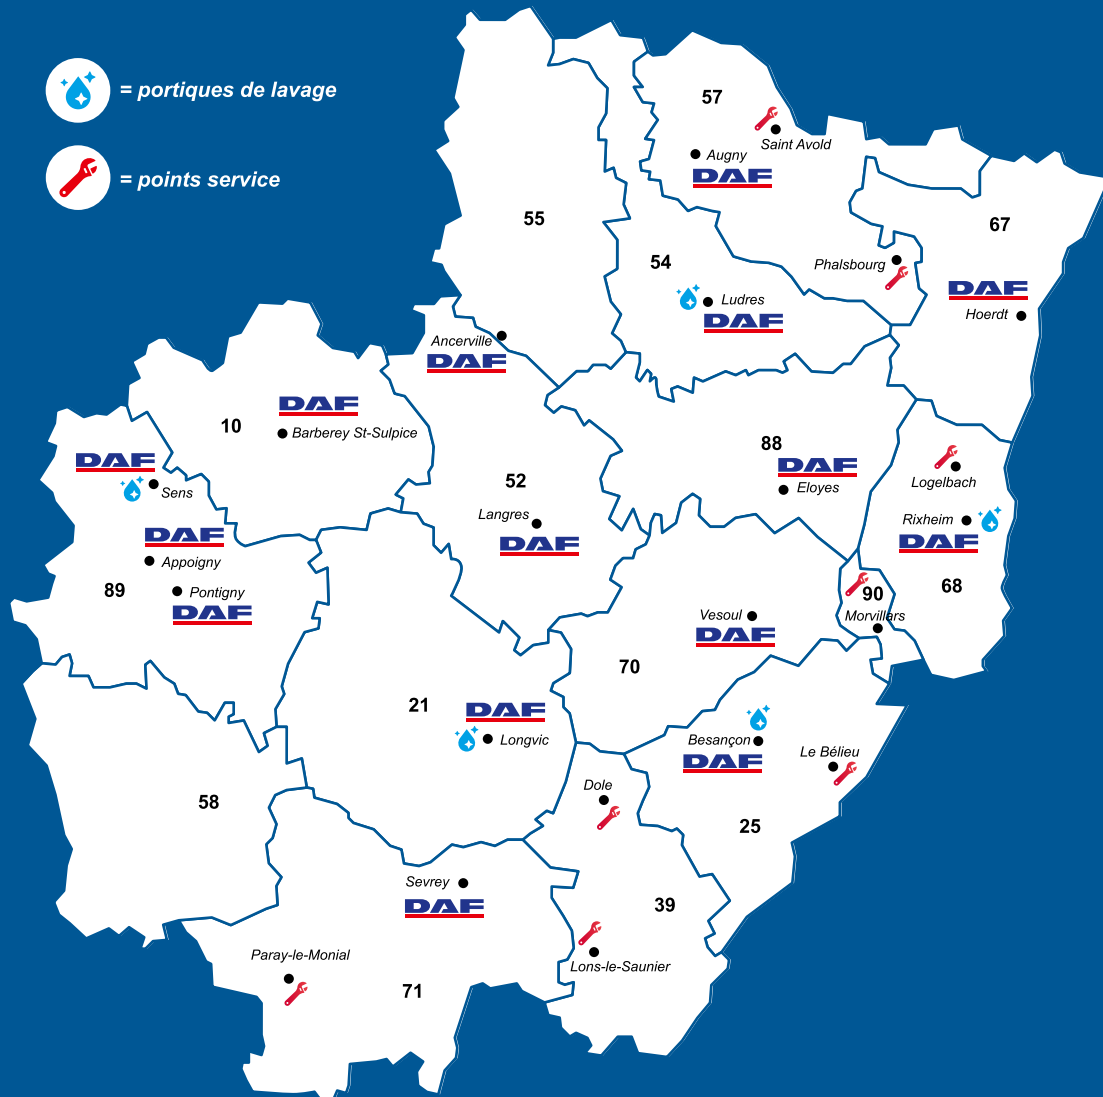 = portiques de lavage
= points service
57
Saint Avold
Augny
DAF
55
67
54
Phalsbourg
DAF
Hoerdt
Ludres
DAF
Ancerville
DAF
DAF
10
Barberey St-Sulpice
88
DAF
Eloyes
DAF
Sens
52
Langres
DAF
Logelbach
Rixheim
DAF
68
DAF
Appoigny
89
Pontigny
DAF
90
Morvillars
Vesoul
DAF
70
21
DAF
Longvic
Besançon
DAF
Le Bélieu
58
Dole
25
Sevrey
DAF
39
Paray-le-Monial
71
Lons-le-Saunier